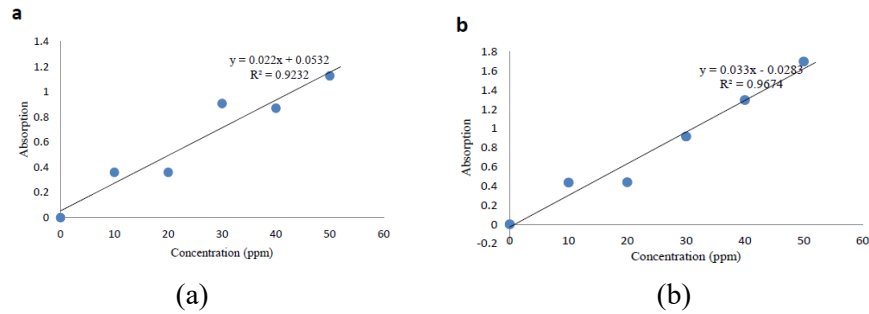 a
1.4
1.2
1
0.8
0.6
0.4
0.2
0
y = 0.022x + 0.0532
R² = 0.9232
0 10 20 30 40 50 60
Absorption
Concentration (ppm)
(a)
b
1.8
1.6
1.4
1.2
1
0.8
0.6
0.4
0.2
0
-0.2
y = 0.033x - 0.0283
R² = 0.9674
0 10 20 30 40 50 60
Absorption
Concentration (ppm)
(b)